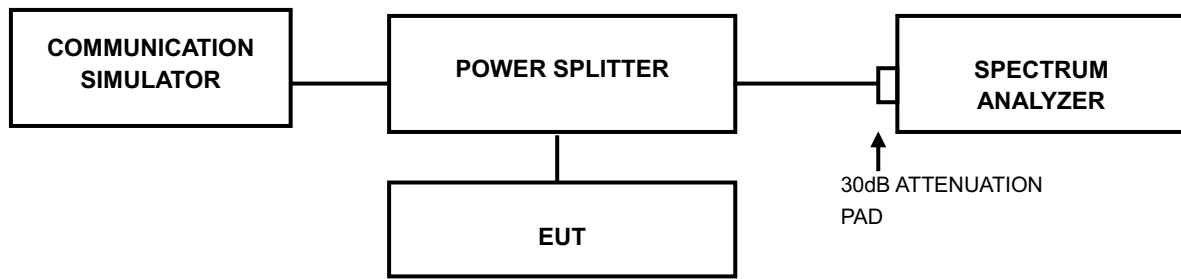 COMMUNICATION
SIMULATOR
POWER SPLITTER
SPECTRUM
ANALYZER
30dB ATTENUATION
PAD
EUT